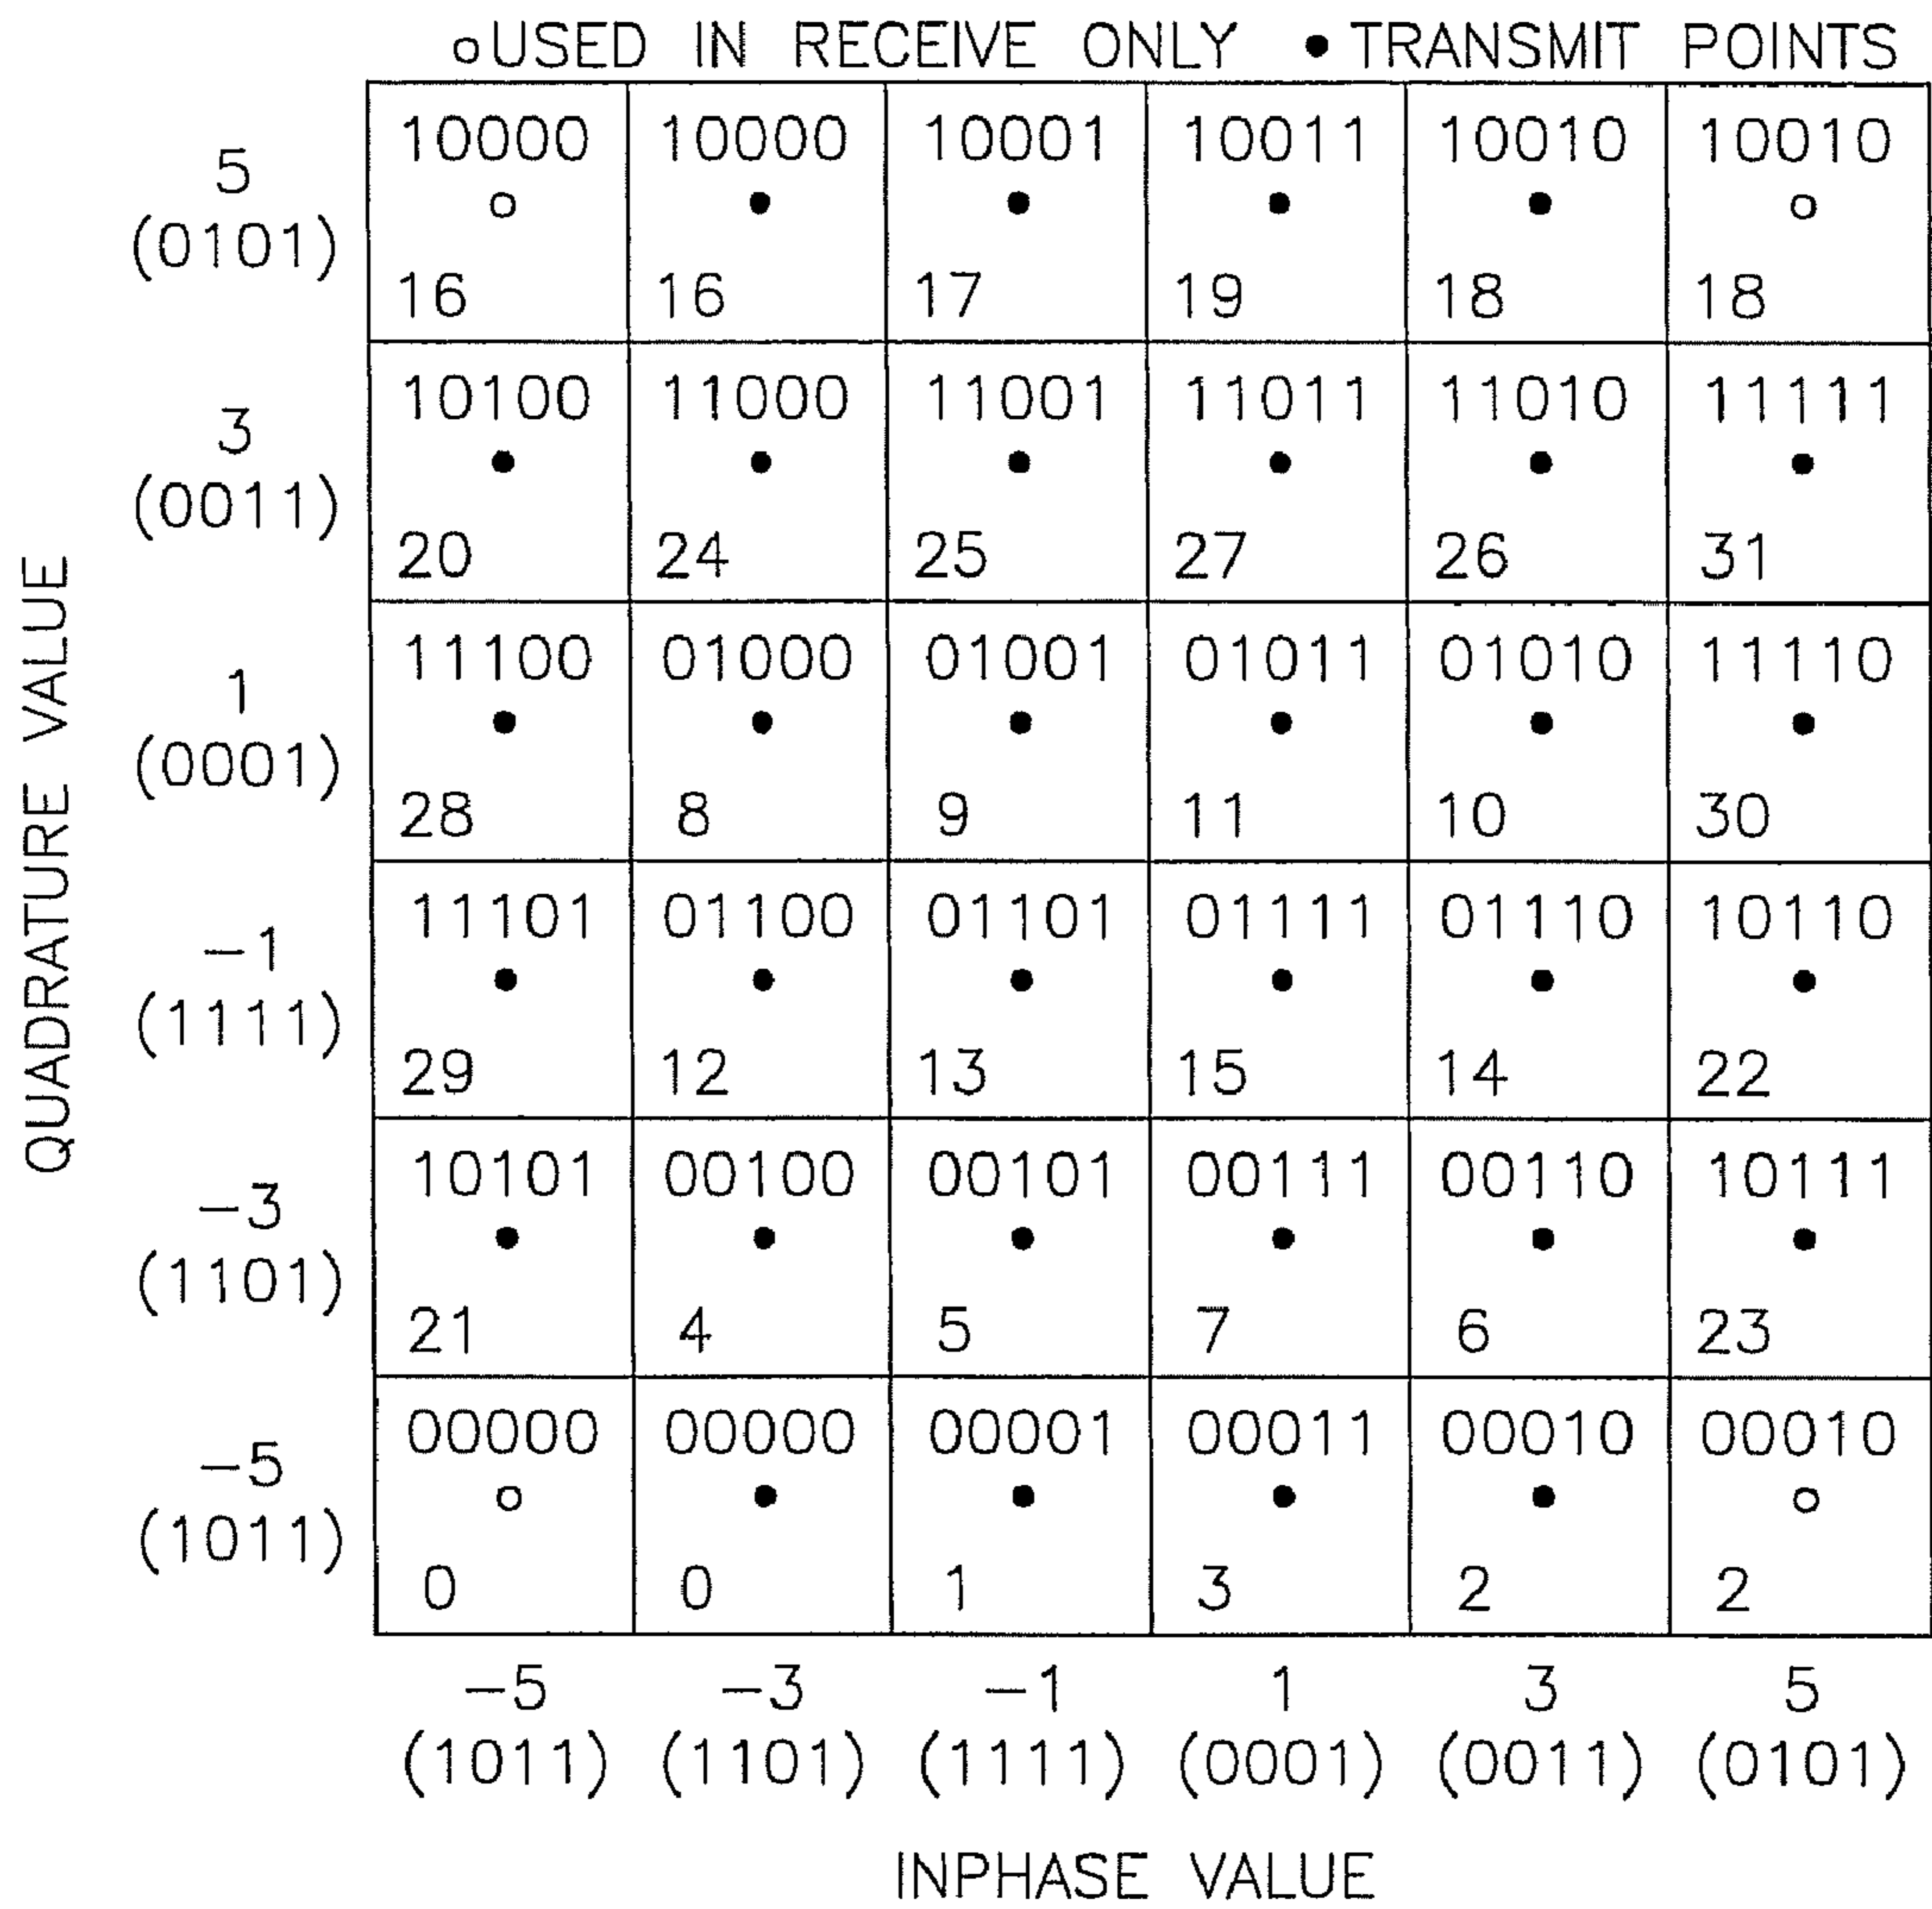 ○ USED IN RECEIVE ONLY ● TRANSMIT POINTS
QUADRATURE VALUE
5
(0101)
10000 10000 10001 10011 10010 10010
16 16 17 19 18 18
3
(0011)
10100 11000 11001 11011 11010 11111
20 24 25 27 26 31
1
(0001)
11100 01000 01001 01011 01010 11110
28 8 9 11 10 30
−1
(1111)
11101 01100 01101 01111 01110 10110
29 12 13 15 14 22
−3
(1101)
10101 00100 00101 00111 00110 10111
21 4 5 7 6 23
−5
(1011)
00000 00000 00001 00011 00010 00010
0 0 1 3 2 2
−5 −3 −1 1 3 5
(1011) (1101) (1111) (0001) (0011) (0101)
INPHASE VALUE